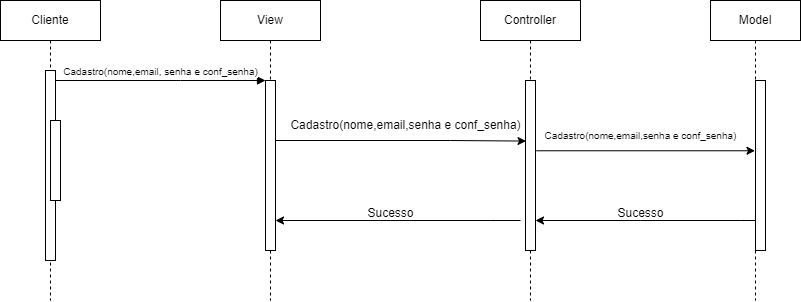 Cliente
View
Controller
Model
Cadastro(nome,email, senha e conf_senha)
Cadastro(nome,email,senha e conf_senha)
Cadastro(nome,email,senha e conf_senha)
Sucesso
Sucesso